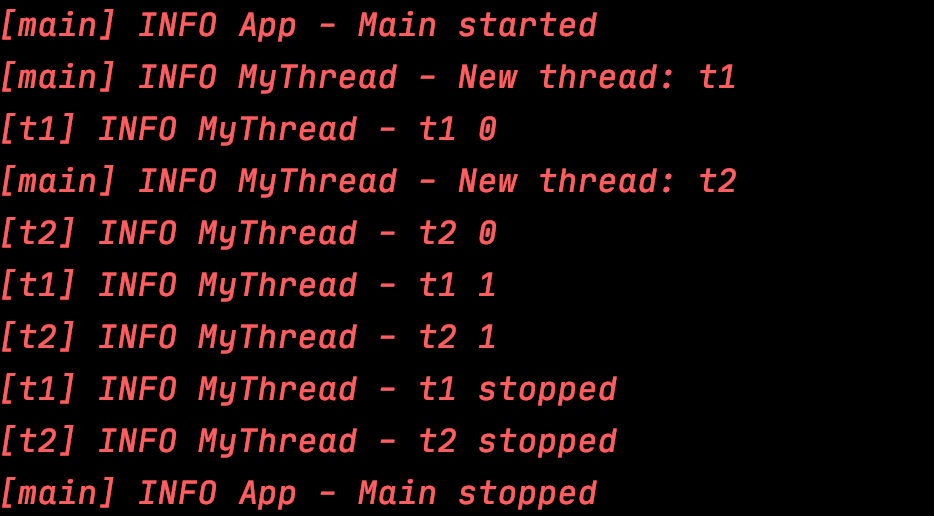 [main] INFO App - Main started
[main] INFO MyThread - New thread: t1
[t1] INFO MyThread - t1 0
[main] INFO MyThread - New thread: t2
[t2] INFO MyThread - t2 0
[t1] INFO MyThread - t1 1
[t2] INFO MyThread - t2 1
[t1] INFO MyThread - t1 stopped
[t2] INFO MyThread - t2 stopped
[main] INFO App - Main stopped